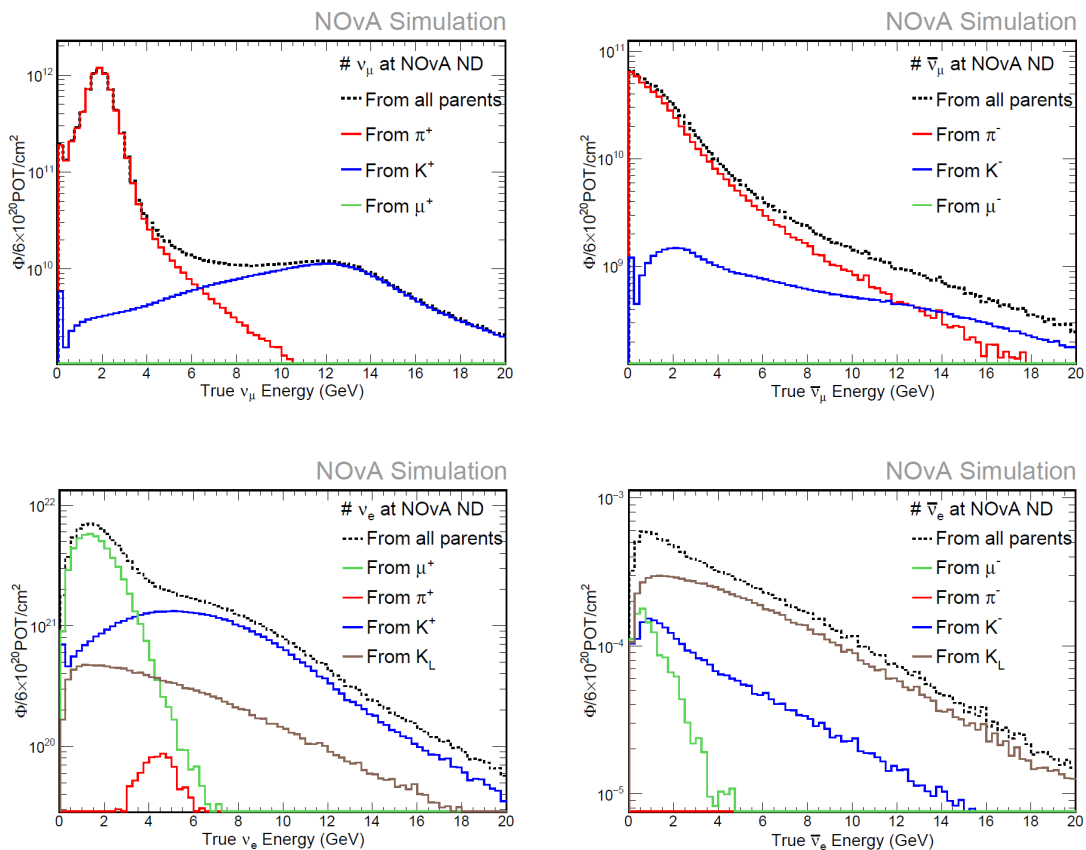 NOvA Simulation
# ν_μ at NOvA ND
From all parents
From π⁺
From K⁺
From μ⁺
Φ/6×10²⁰POT/cm²
10¹²
10¹¹
10¹⁰
0 2 4 6 8 10 12 14 16 18 20
True ν_μ Energy (GeV)
NOvA Simulation
# ν̅_μ at NOvA ND
From all parents
From π⁻
From K⁻
From μ⁻
Φ/6×10²⁰POT/cm²
10¹¹
10¹⁰
10⁹
0 2 4 6 8 10 12 14 16 18 20
True ν̅_μ Energy (GeV)
NOvA Simulation
# ν_e at NOvA ND
From all parents
From μ⁺
From π⁺
From K⁺
From K_L
Φ/6×10²⁰POT/cm²
10²²
10²¹
10²⁰
0 2 4 6 8 10 12 14 16 18 20
True ν_e Energy (GeV)
NOvA Simulation
# ν̅_e at NOvA ND
From all parents
From μ⁻
From π⁻
From K⁻
From K_L
Φ/6×10²⁰POT/cm²
10⁻³
10⁻⁴
10⁻⁵
0 2 4 6 8 10 12 14 16 18 20
True ν̅_e Energy (GeV)